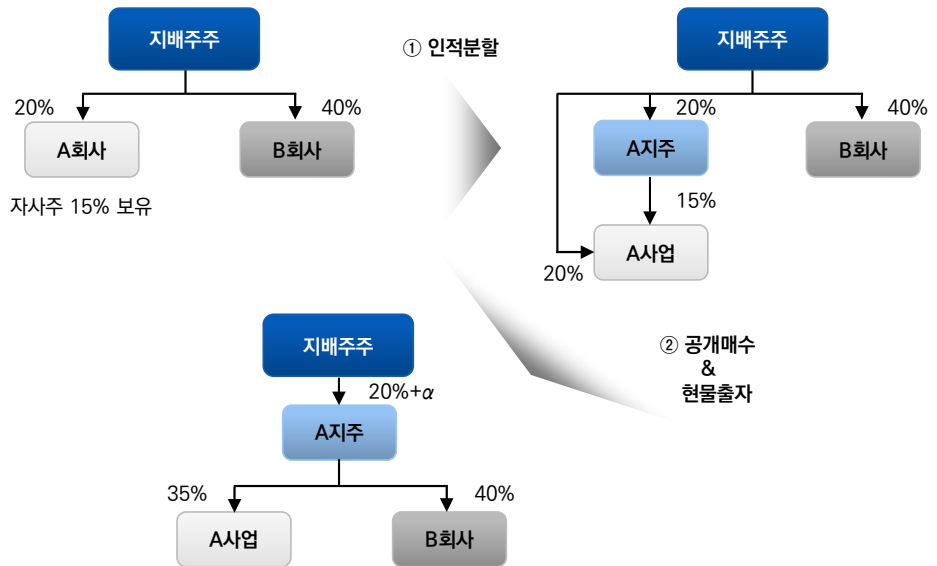 지배주주
20%
40%
A회사
B회사
자사주 15% 보유
① 인적분할
지배주주
20%
40%
A지주
B회사
15%
A사업
20%
② 공개매수
&
현물출자
지배주주
20%+α
A지주
35%
40%
A사업
B회사